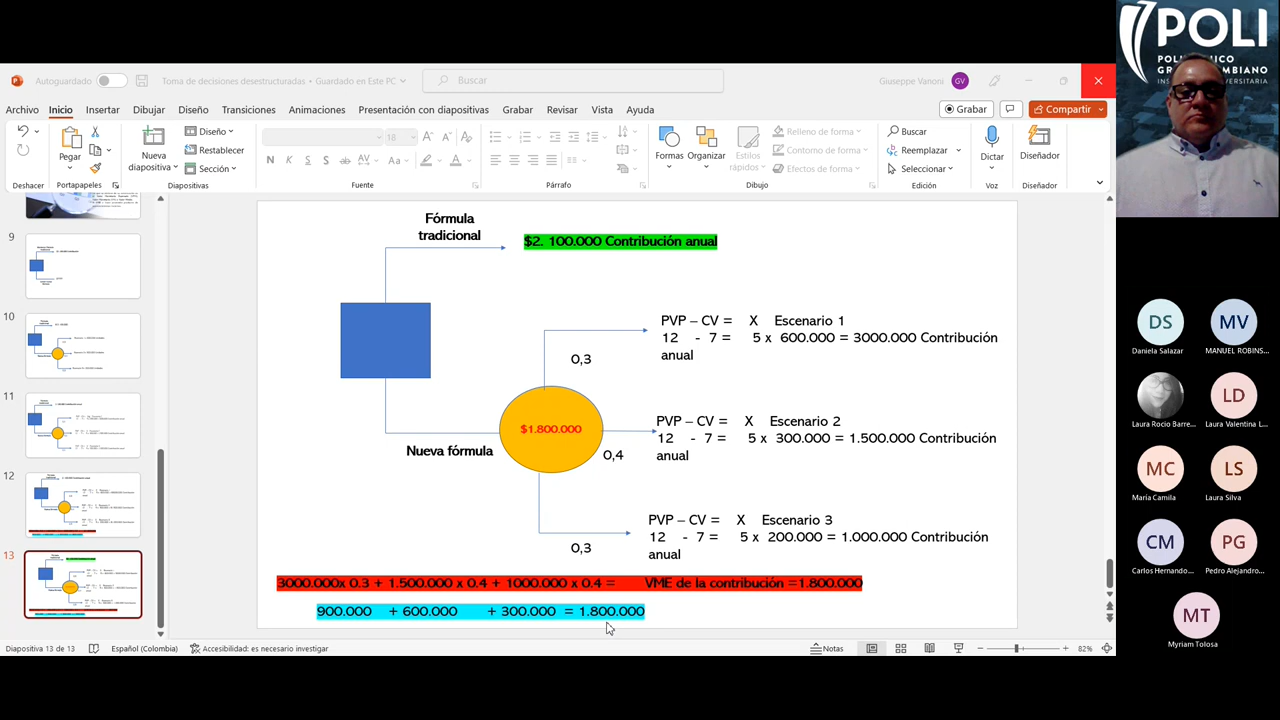 POLI
POLITÉCNICO
GRANCOLOMBIANO
Autoguardado
Toma de decisiones desestructuradas • Guardado en Este PC
Buscar
Giuseppe Vanoni
GV
Archivo Inicio Insertar Dibujar Diseño Transiciones Animaciones Presentación con diapositivas Grabar Revisar Vista Ayuda
Grabar
Compartir
Pegar
Nueva diapositiva
Diseño
Restablecer
Sección
18
N K S S ab AV Aa A
Formas
Organizar
Estilos rápidos
Relleno de forma
Contorno de forma
Efectos de forma
Buscar
Reemplazar
Seleccionar
Dictar
Diseñador
Deshacer Portapapeles Diapositivas Fuente Párrafo Dibujo Edición Voz Diseñador
9
10
11
12
13
Fórmula
tradicional
$2. 100.000 Contribución anual
PVP – CV = X Escenario 1
12 - 7 = 5 x 600.000 = 3000.000 Contribución
anual
0,3
$1.800.000
Nueva fórmula
PVP – CV = X Escenario 2
12 - 7 = 5 x 300.000 = 1.500.000 Contribución
anual
0,4
PVP – CV = X Escenario 3
12 - 7 = 5 x 200.000 = 1.000.000 Contribución
anual
0,3
3000.000x 0.3 + 1.500.000 x 0.4 + 1000.000 x 0.4 = VME de la contribución =1.800.000
900.000 + 600.000 + 300.000 = 1.800.000
Diapositiva 13 de 13
Español (Colombia)
Accesibilidad: es necesario investigar
Notas
82%
DS
Daniela Salazar
MV
MANUEL ROBINS...
Laura Rocio Barre...
LD
Laura Valentina L...
MC
María Camila
LS
Laura Silva
CM
Carlos Hernando...
PG
Pedro Alejandro...
MT
Myriam Tolosa